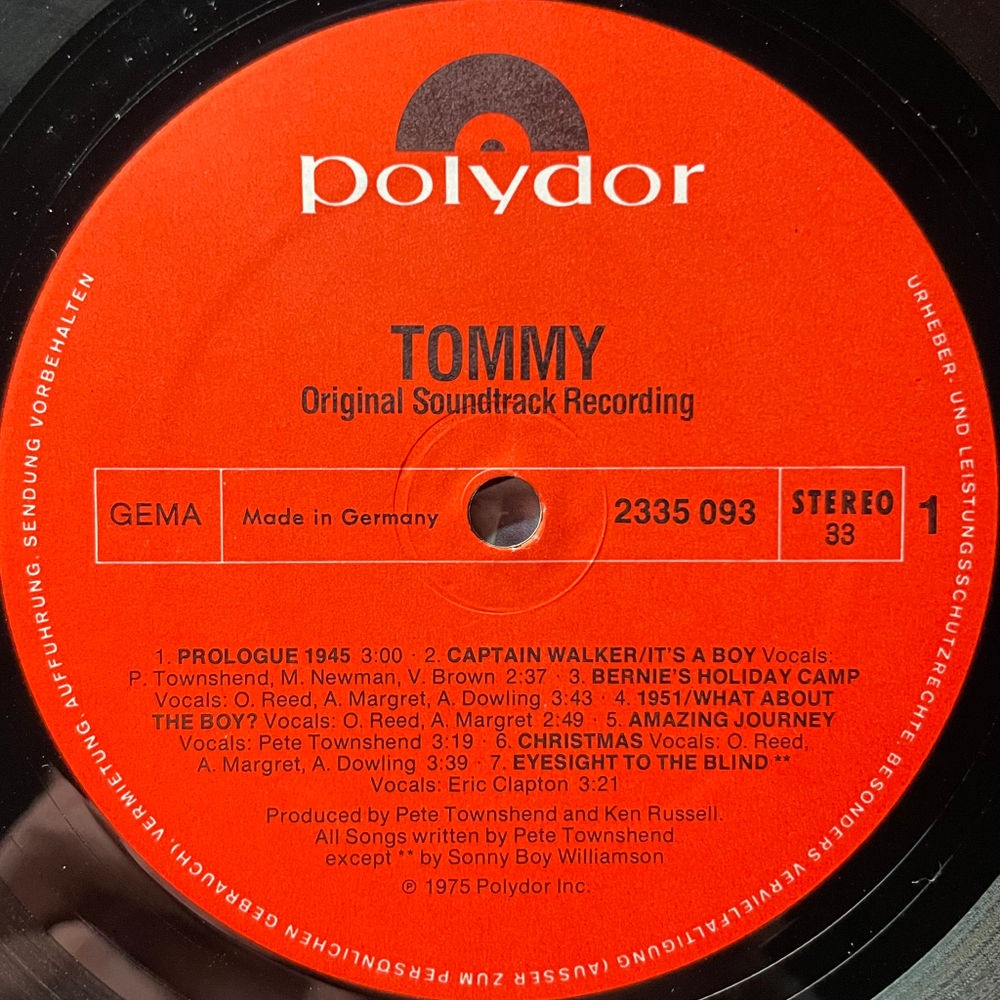 polydor
TOMMY
Original Soundtrack Recording
GEMA
Made in Germany
2335 093
STEREO
33
1
1. PROLOGUE 1945 3:00 · 2. CAPTAIN WALKER/IT'S A BOY Vocals:
P. Townshend, M. Newman, V. Brown 2:37 · 3. BERNIE'S HOLIDAY CAMP
Vocals: O. Reed, A. Margret, A. Dowling 3:43 · 4. 1951/WHAT ABOUT
THE BOY? Vocals: O. Reed, A. Margret 2:49 · 5. AMAZING JOURNEY
Vocals: Pete Townshend 3:19 · 6. CHRISTMAS Vocals: O. Reed,
A. Margret, A. Dowling 3:39 · 7. EYESIGHT TO THE BLIND **
Vocals: Eric Clapton 3:21
Produced by Pete Townshend and Ken Russell.
All Songs written by Pete Townshend
except ** by Sonny Boy Williamson
℗ 1975 Polydor Inc.
URHEBER- UND LEISTUNGSSCHUTZRECHTE, BESONDERS VERVIELFÄLTIGUNG (AUSSER ZUM PERSÖNLICHEN GEBRAUCH), VERMIETUNG, AUFFÜHRUNG, SENDUNG VORBEHALTEN